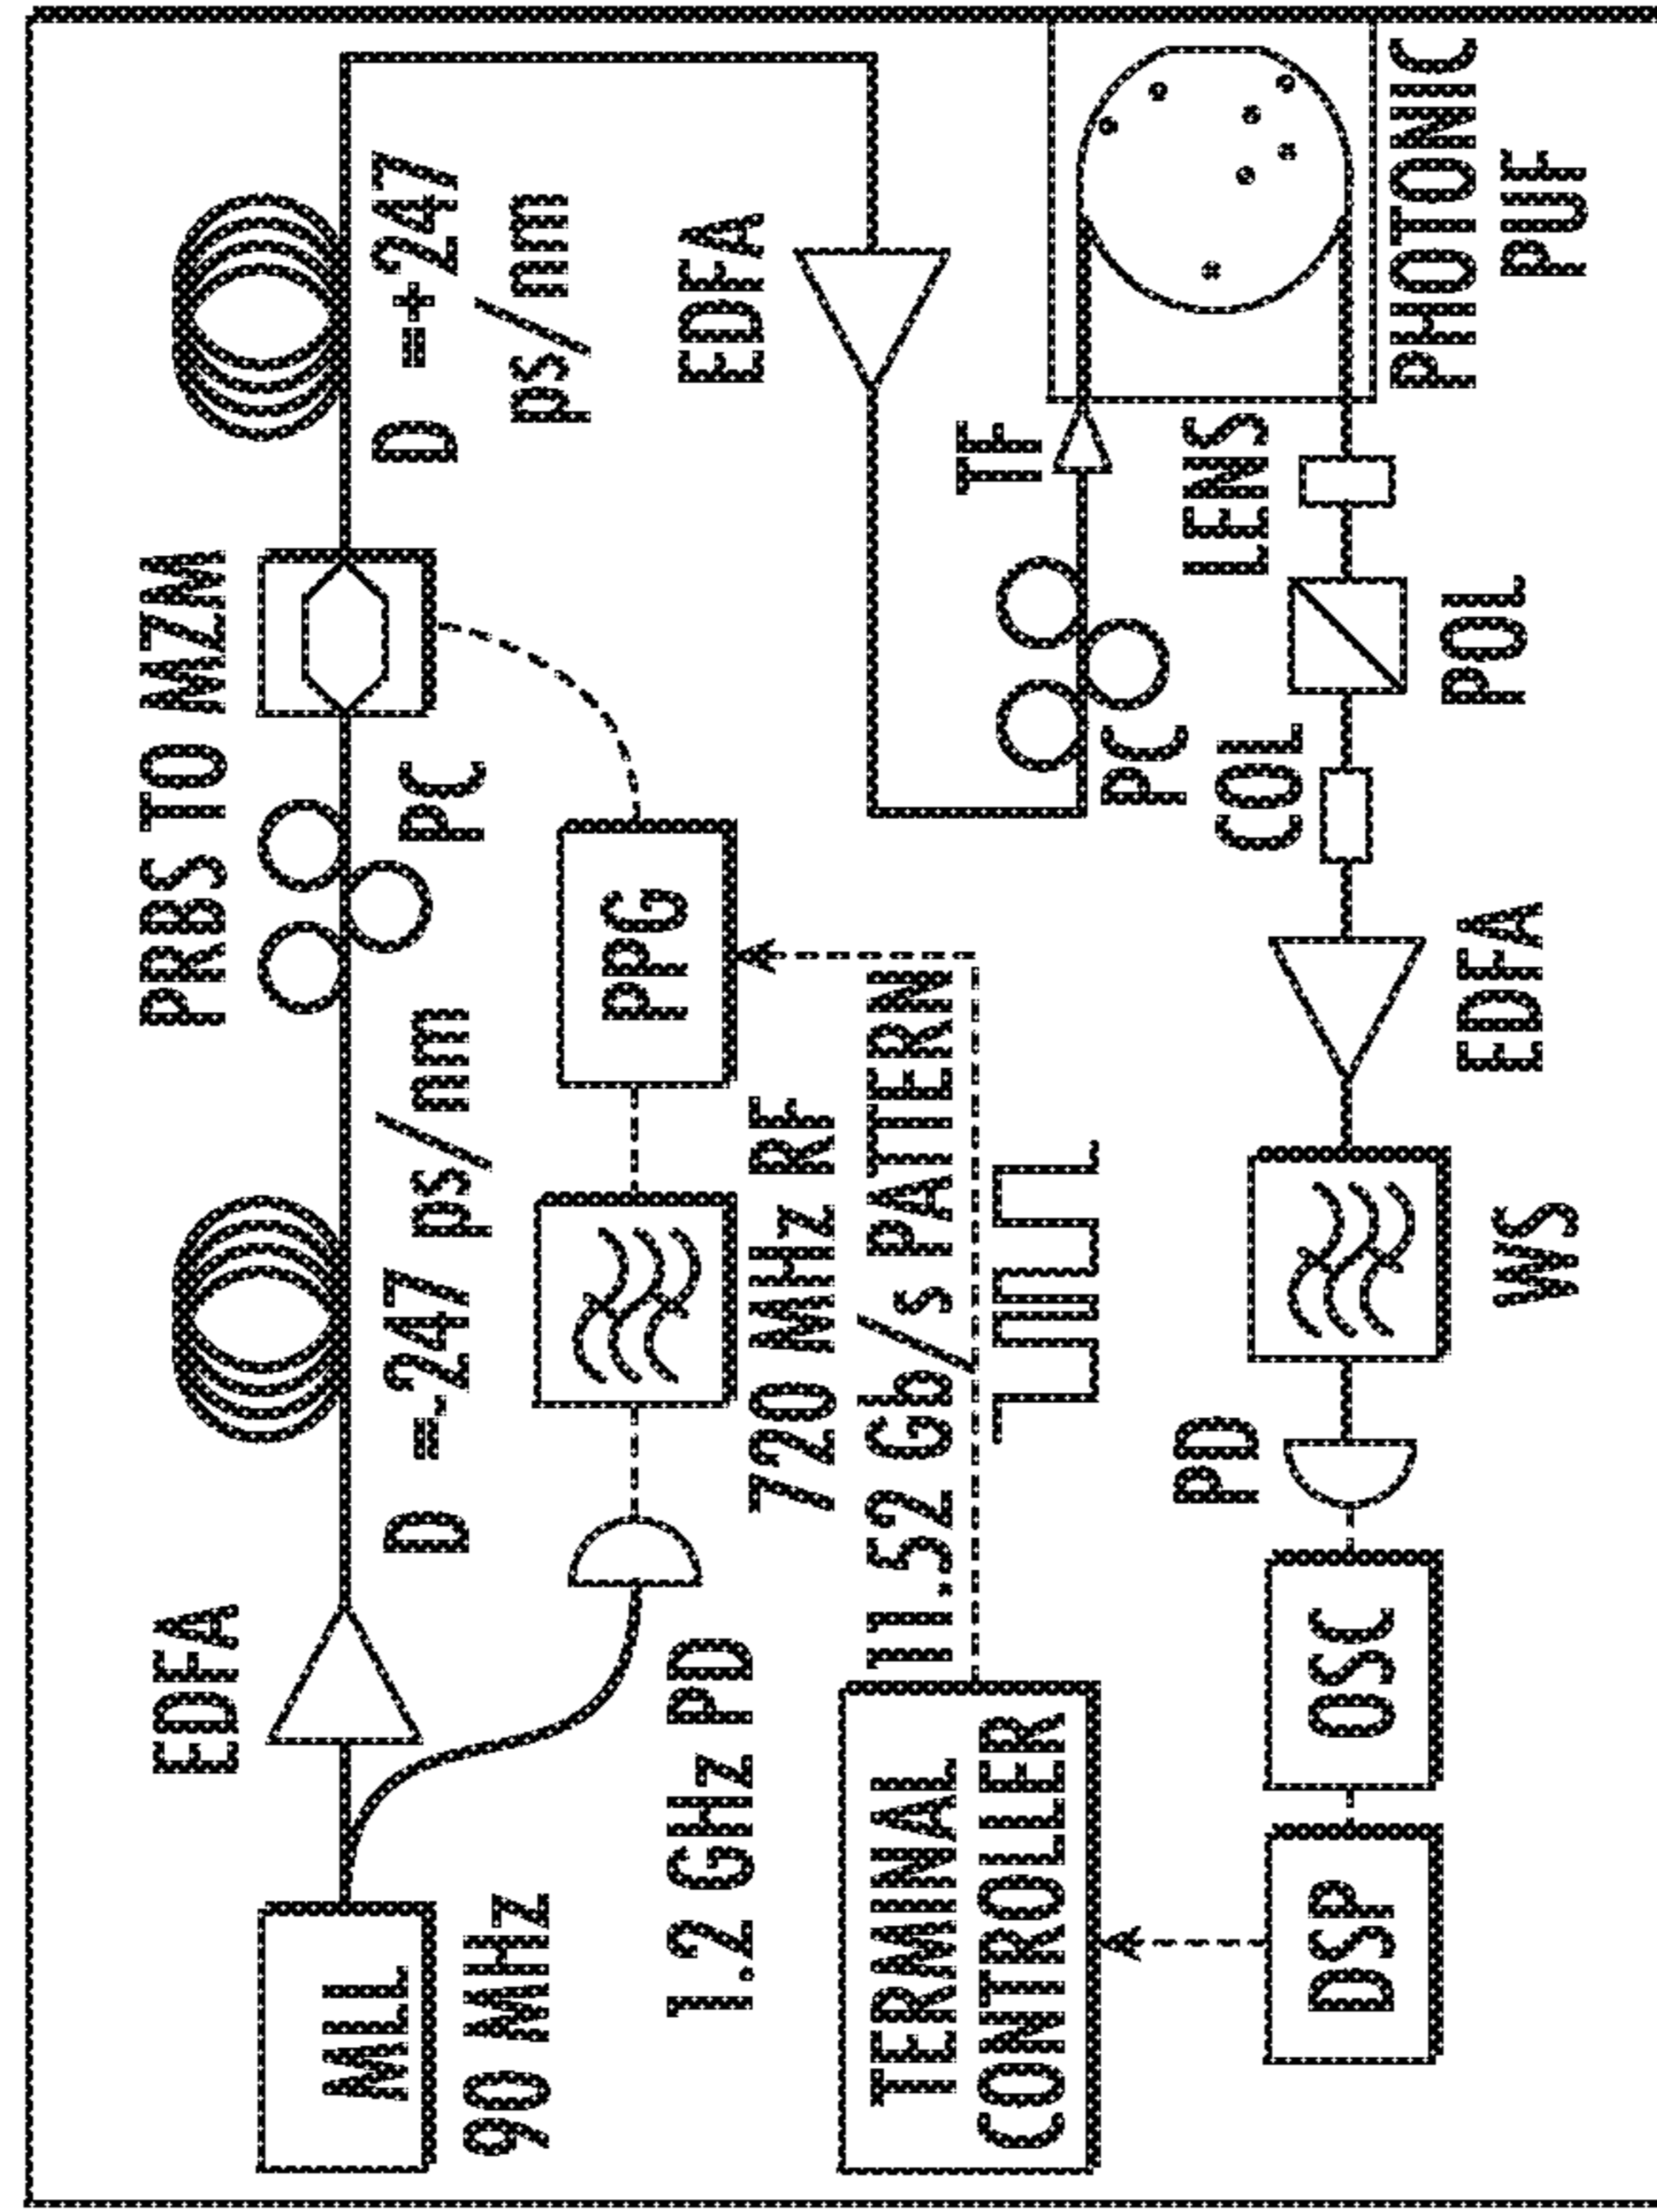 EDFA
PRBS TO MZM
MLL
90 MHz
D =-247 ps/nm
PC
D =+247
ps/nm
1.2 GHz PD
720 MHz RF
PPG
EDFA
TERMINAL
CONTROLLER
11.52 Gb/s PATTERN
PC
TF
DSP
OSC
PD
WS
EDFA
COL
POL
LENS
PHOTONIC
PUF